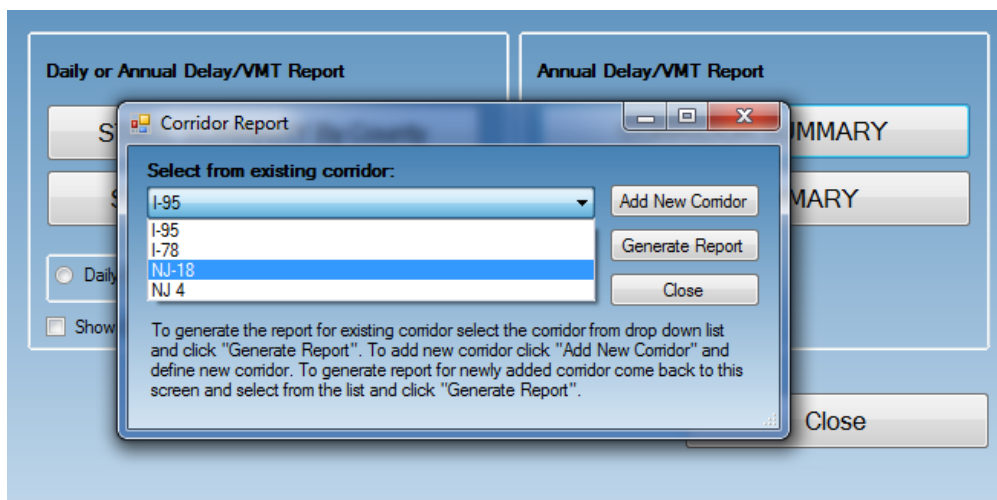 Daily or Annual Delay/VMT Report
Annual Delay/VMT Report
Corridor Report
By County
Select from existing corridor:
I-95
Add New Corridor
I-95
I-78
Generate Report
NJ-18
NJ 4
Close
Daily
Show
To generate the report for existing corridor select the corridor from drop down list
and click "Generate Report". To add new corridor click "Add New Corridor" and
define new corridor. To generate report for newly added corridor come back to this
screen and select from the list and click "Generate Report".
Close